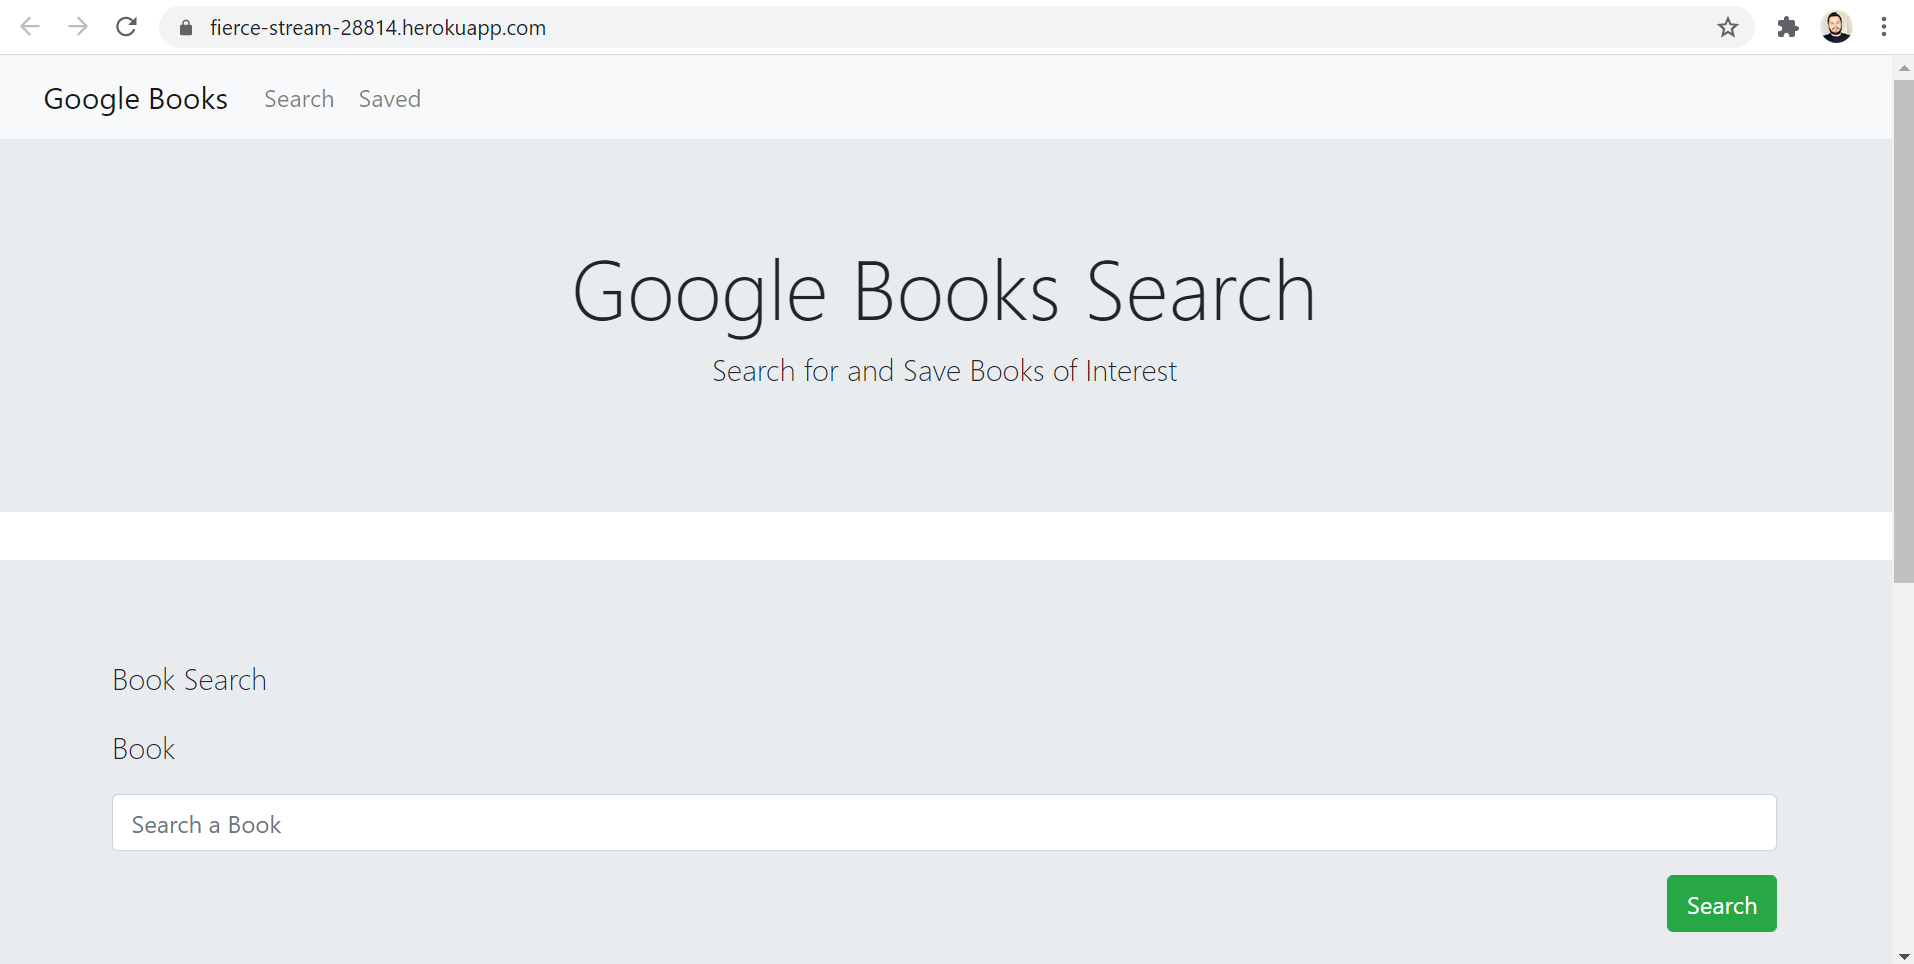 fierce-stream-28814.herokuapp.com
Google Books Search Saved
Google Books Search
Search for and Save Books of Interest
Book Search
Book
Search a Book
Search